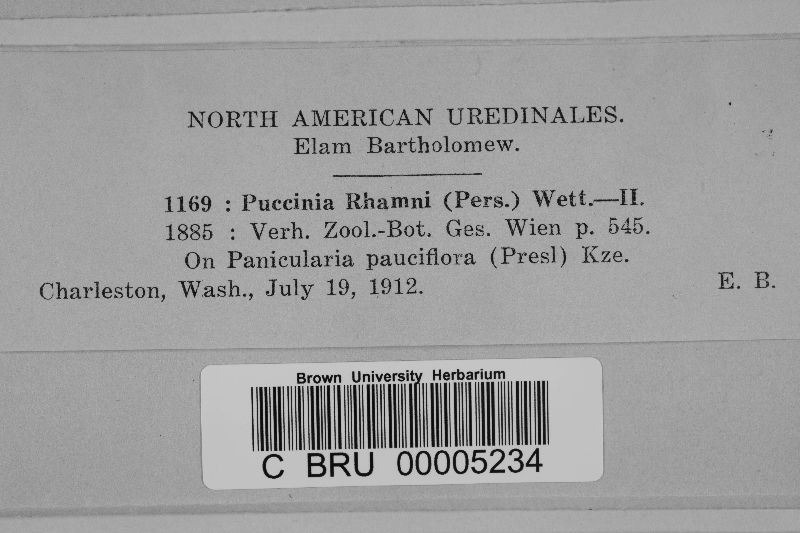 NORTH AMERICAN UREDINALES.
Elam Bartholomew.
1169 : Puccinia Rhamni (Pers.) Wett.—II.
1885 : Verh. Zool.-Bot. Ges. Wien p. 545.
On Panicularia pauciflora (Presl) Kze.
Charleston, Wash., July 19, 1912. E. B.
Brown University Herbarium
C BRU 00005234